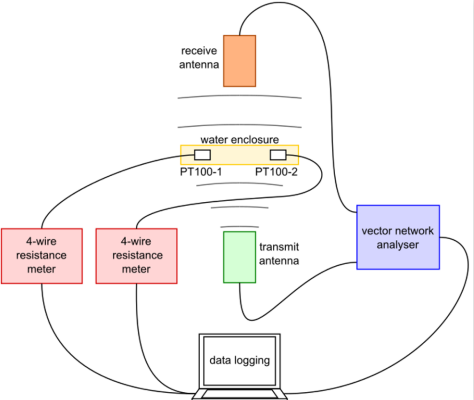 receive
antenna
water enclosure
PT100-1
PT100-2
4-wire
resistance
meter
4-wire
resistance
meter
transmit
antenna
vector network
analyser
data logging